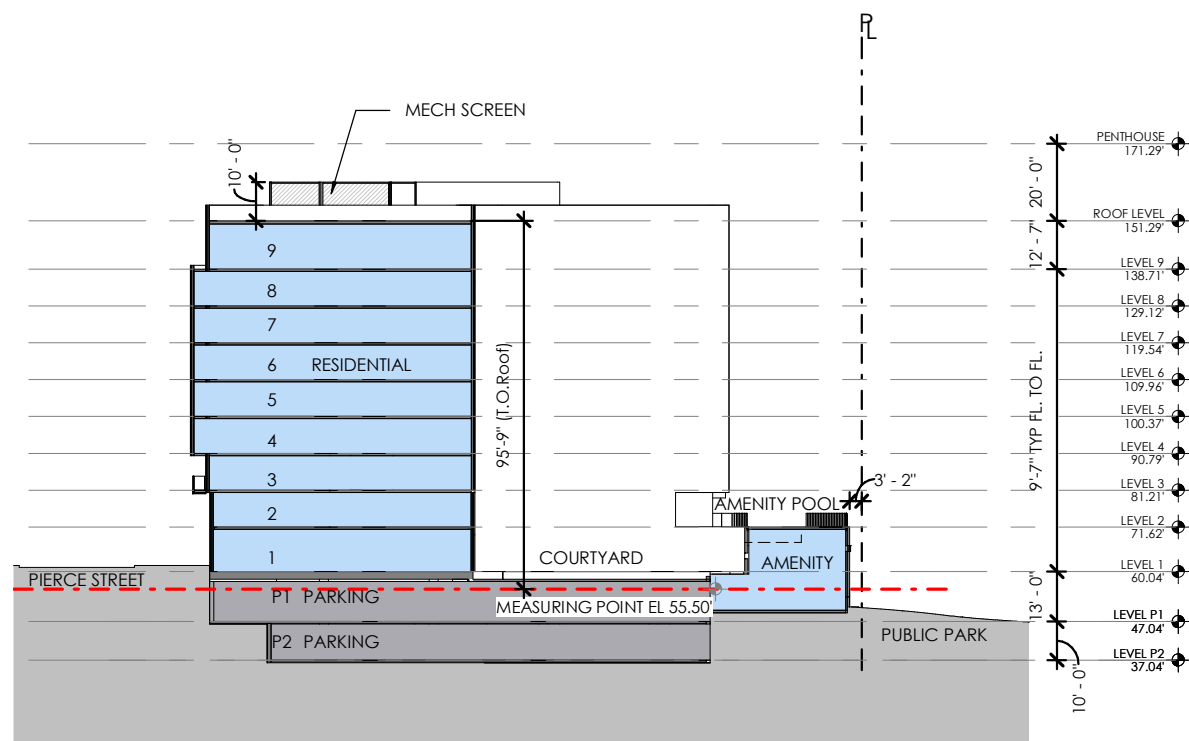 PL
MECH SCREEN
10' - 0"
PENTHOUSE
171.29'
20' - 0"
ROOF LEVEL
151.29'
12' - 7"
9
LEVEL 9
138.71'
8
LEVEL 8
129.12'
7
LEVEL 7
119.54'
6 RESIDENTIAL
LEVEL 6
109.96'
95'-9" (T.O.Roof)
9'-7" TYP FL. TO FL.
5
LEVEL 5
100.37'
4
LEVEL 4
90.79'
3
3' - 2"
LEVEL 3
81.21'
AMENITY POOL
2
LEVEL 2
71.62'
1
COURTYARD
AMENITY
LEVEL 1
60.04'
PIERCE STREET
P1 PARKING
MEASURING POINT EL 55.50'
13' - 0"
LEVEL P1
47.04'
P2 PARKING
PUBLIC PARK
LEVEL P2
37.04'
10' - 0"